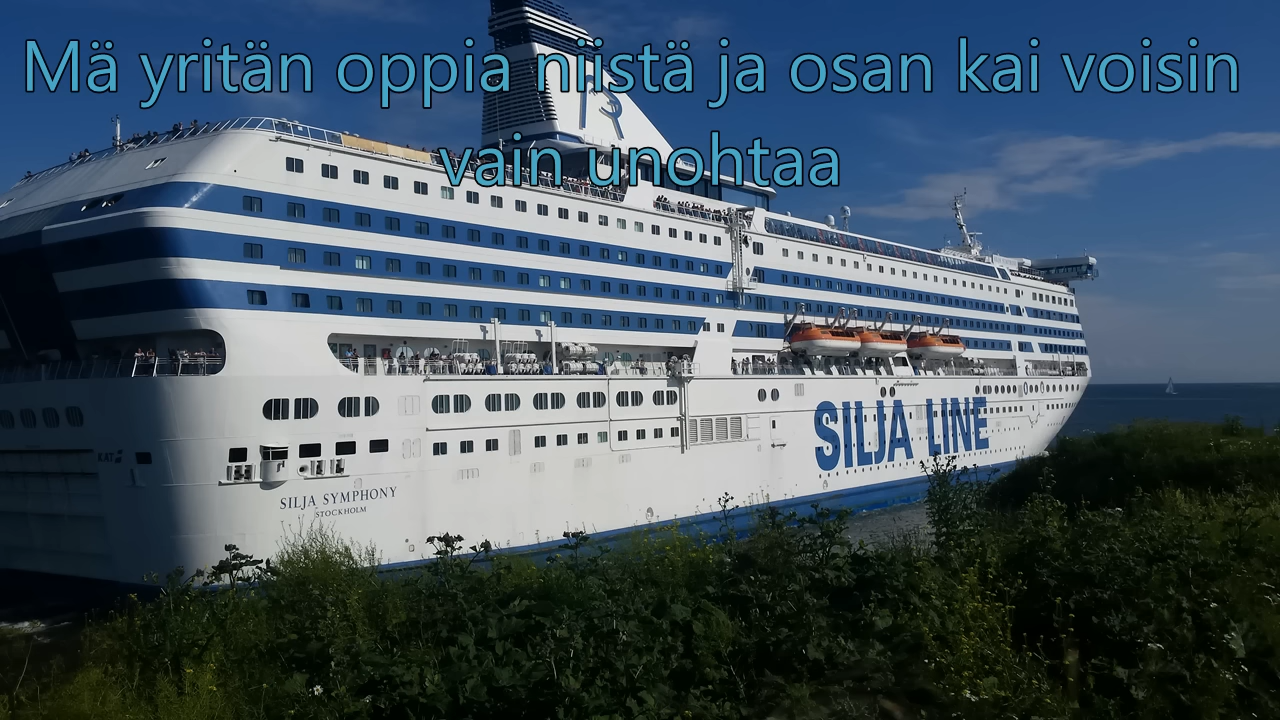 Mä yritän oppia niistä ja osan kai voisin
vain unohtaa
SILJA LINE
SILJA SYMPHONY
STOCKHOLM